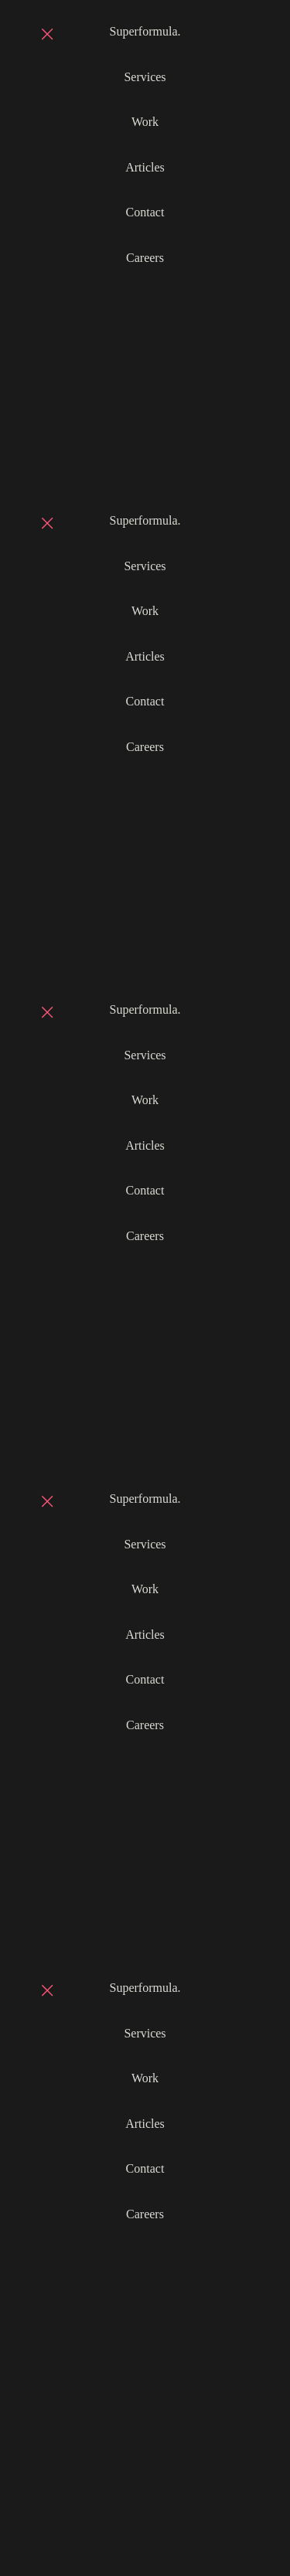 Superformula.
Services
Work
Articles
Contact
Careers
Superformula.
Services
Work
Articles
Contact
Careers
Superformula.
Services
Work
Articles
Contact
Careers
Superformula.
Services
Work
Articles
Contact
Careers
Superformula.
Services
Work
Articles
Contact
Careers